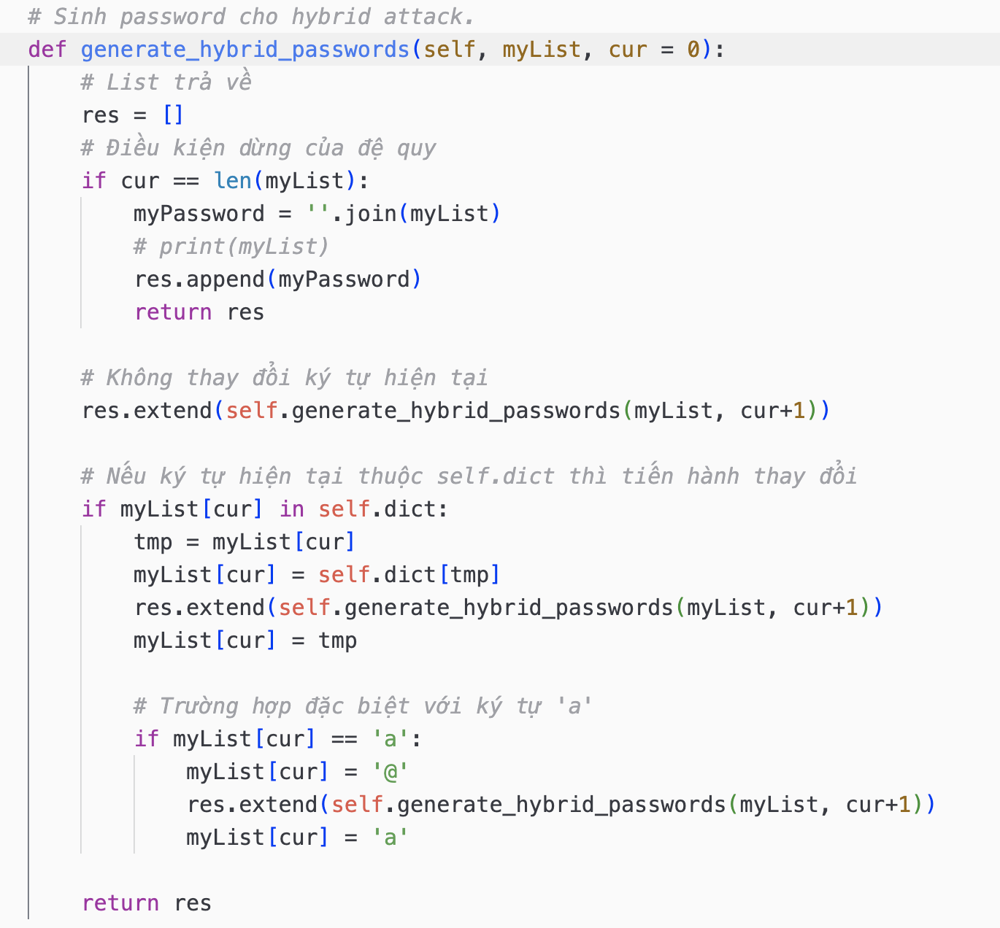 # Sinh password cho hybrid attack.
def generate_hybrid_passwords(self, myList, cur = 0):
    # List trả về
    res = []
    # Điều kiện dừng của đệ quy
    if cur == len(myList):
        myPassword = ''.join(myList)
        # print(myList)
        res.append(myPassword)
        return res

    # Không thay đổi ký tự hiện tại
    res.extend(self.generate_hybrid_passwords(myList, cur+1))

    # Nếu ký tự hiện tại thuộc self.dict thì tiến hành thay đổi
    if myList[cur] in self.dict:
        tmp = myList[cur]
        myList[cur] = self.dict[tmp]
        res.extend(self.generate_hybrid_passwords(myList, cur+1))
        myList[cur] = tmp

        # Trường hợp đặc biệt với ký tự 'a'
        if myList[cur] == 'a':
            myList[cur] = '@'
            res.extend(self.generate_hybrid_passwords(myList, cur+1))
            myList[cur] = 'a'

    return res